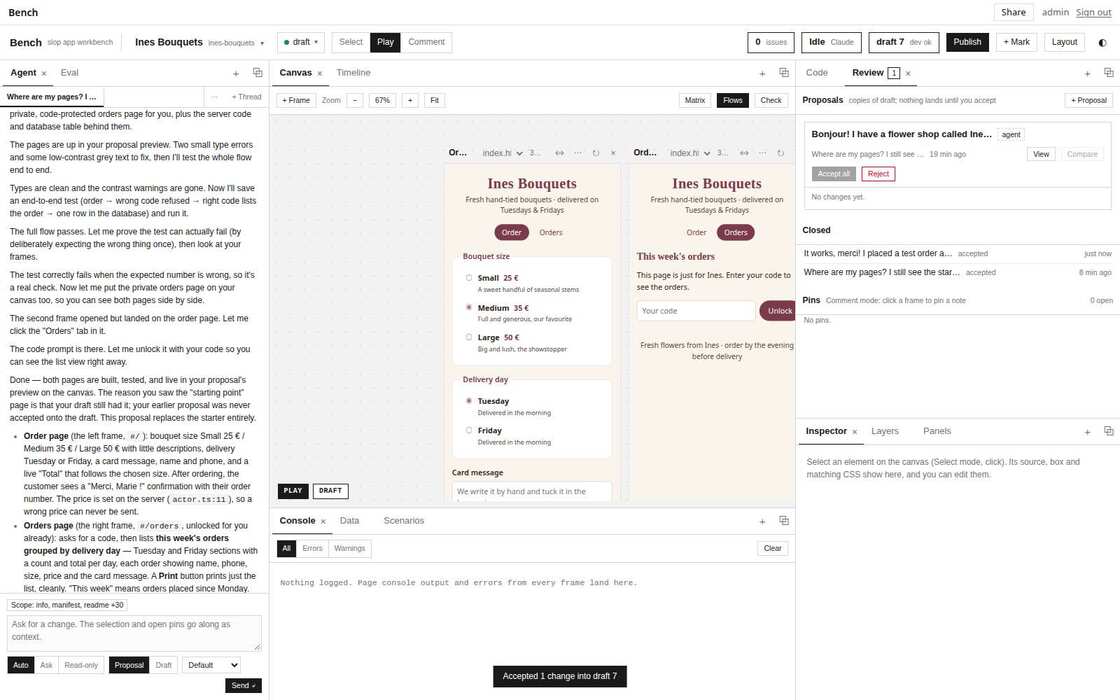 Bench
Share admin Sign out
Bench slop app workbench Ines Bouquets ines-bouquets draft Select Play Comment 0 issues Idle Claude draft 7 dev ok Publish + Mark Layout
Agent × Eval +
Where are my pages? I … ··· + Thread
private, code-protected orders page for you, plus the server code
and database table behind them.
The pages are up in your proposal preview. Two small type errors
and some low-contrast grey text to fix, then I'll test the whole flow
end to end.
Types are clean and the contrast warnings are gone. Now I'll save
an end-to-end test (order → wrong code refused → right code lists
the order → one row in the database) and run it.
The full flow passes. Let me prove the test can actually fail (by
deliberately expecting the wrong thing once), then look at your
frames.
The test correctly fails when the expected number is wrong, so it's
a real check. Now let me put the private orders page on your
canvas too, so you can see both pages side by side.
The second frame opened but landed on the order page. Let me
click the "Orders" tab in it.
The code prompt is there. Let me unlock it with your code so you
can see the list view right away.
Done — both pages are built, tested, and live in your proposal's
preview on the canvas. The reason you saw the "starting point"
page is that your draft still had it; your earlier proposal was never
accepted onto the draft. This proposal replaces the starter entirely.
• Order page (the left frame, #/ ): bouquet size Small 25 € /
Medium 35 € / Large 50 € with little descriptions, delivery
Tuesday or Friday, a card message, name and phone, and a
live "Total" that follows the chosen size. After ordering, the
customer sees a "Merci, Marie !" confirmation with their order
number. The price is set on the server ( actor.ts:11 ), so a
wrong price can never be sent.
• Orders page (the right frame, #/orders , unlocked for you
already): asks for a code, then lists this week's orders
grouped by delivery day — Tuesday and Friday sections with
a count and total per day, each order showing name, phone,
size, price and the card message. A Print button prints just the
list, cleanly. "This week" means orders placed since Monday.
Scope: info, manifest, readme +30
Ask for a change. The selection and open pins go along as
context.
Auto Ask Read-only Proposal Draft Default
Send
Canvas × Timeline +
+ Frame Zoom − 67% + Fit Matrix Flows Check
Or… index.h 3… ··· ×
Ines Bouquets
Fresh hand-tied bouquets · delivered on
Tuesdays & Fridays
Order Orders
Bouquet size
Small 25 €
A sweet handful of seasonal stems
Medium 35 €
Full and generous, our favourite
Large 50 €
Big and lush, the showstopper
Delivery day
Tuesday
Delivered in the morning
Friday
Delivered in the morning
Card message
We write it by hand and tuck it in the
Ord… index.h 3… ···
Ines Bouquets
Fresh hand-tied bouquets · delivered on
Tuesdays & Fridays
Order Orders
This week's orders
This page is just for Ines. Enter your code to
see the orders.
Your code Unlock
Fresh flowers from Ines · order by the evening
before delivery
PLAY DRAFT
Console × Data Scenarios +
All Errors Warnings Clear
Nothing logged. Page console output and errors from every frame land here.
Accepted 1 change into draft 7
Code Review 1 × +
Proposals copies of draft; nothing lands until you accept + Proposal
Bonjour! I have a flower shop called Ine… agent
Where are my pages? I still see … 19 min ago View Compare
Accept all Reject
No changes yet.
Closed
It works, merci! I placed a test order a… accepted just now
Where are my pages? I still see the star… accepted 8 min ago
Pins Comment mode: click a frame to pin a note 0 open
No pins.
Inspector × Layers Panels +
Select an element on the canvas (Select mode, click). Its source, box and
matching CSS show here, and you can edit them.